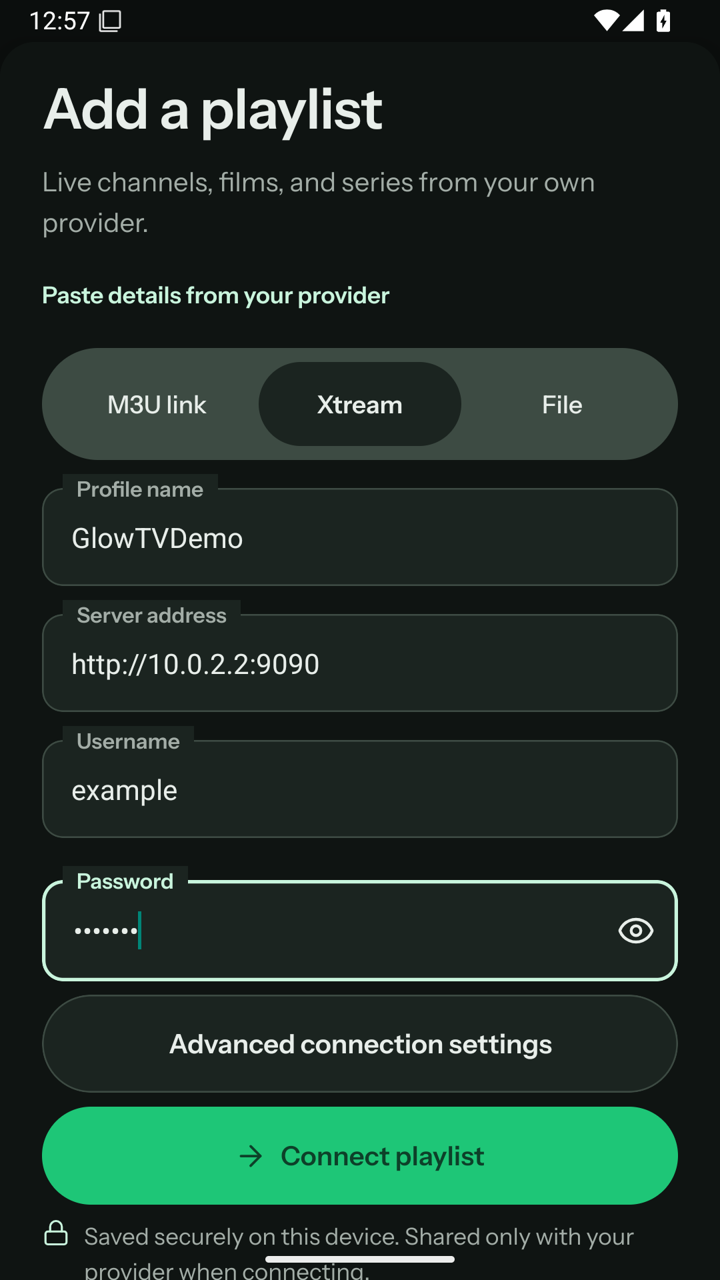 12:57
Add a playlist
Live channels, films, and series from your own
provider.
Paste details from your provider
M3U link Xtream File
Profile name
GlowTVDemo
Server address
http://10.0.2.2:9090
Username
example
Password
•••••••
Advanced connection settings
→ Connect playlist
Saved securely on this device. Shared only with your
provider when connecting.